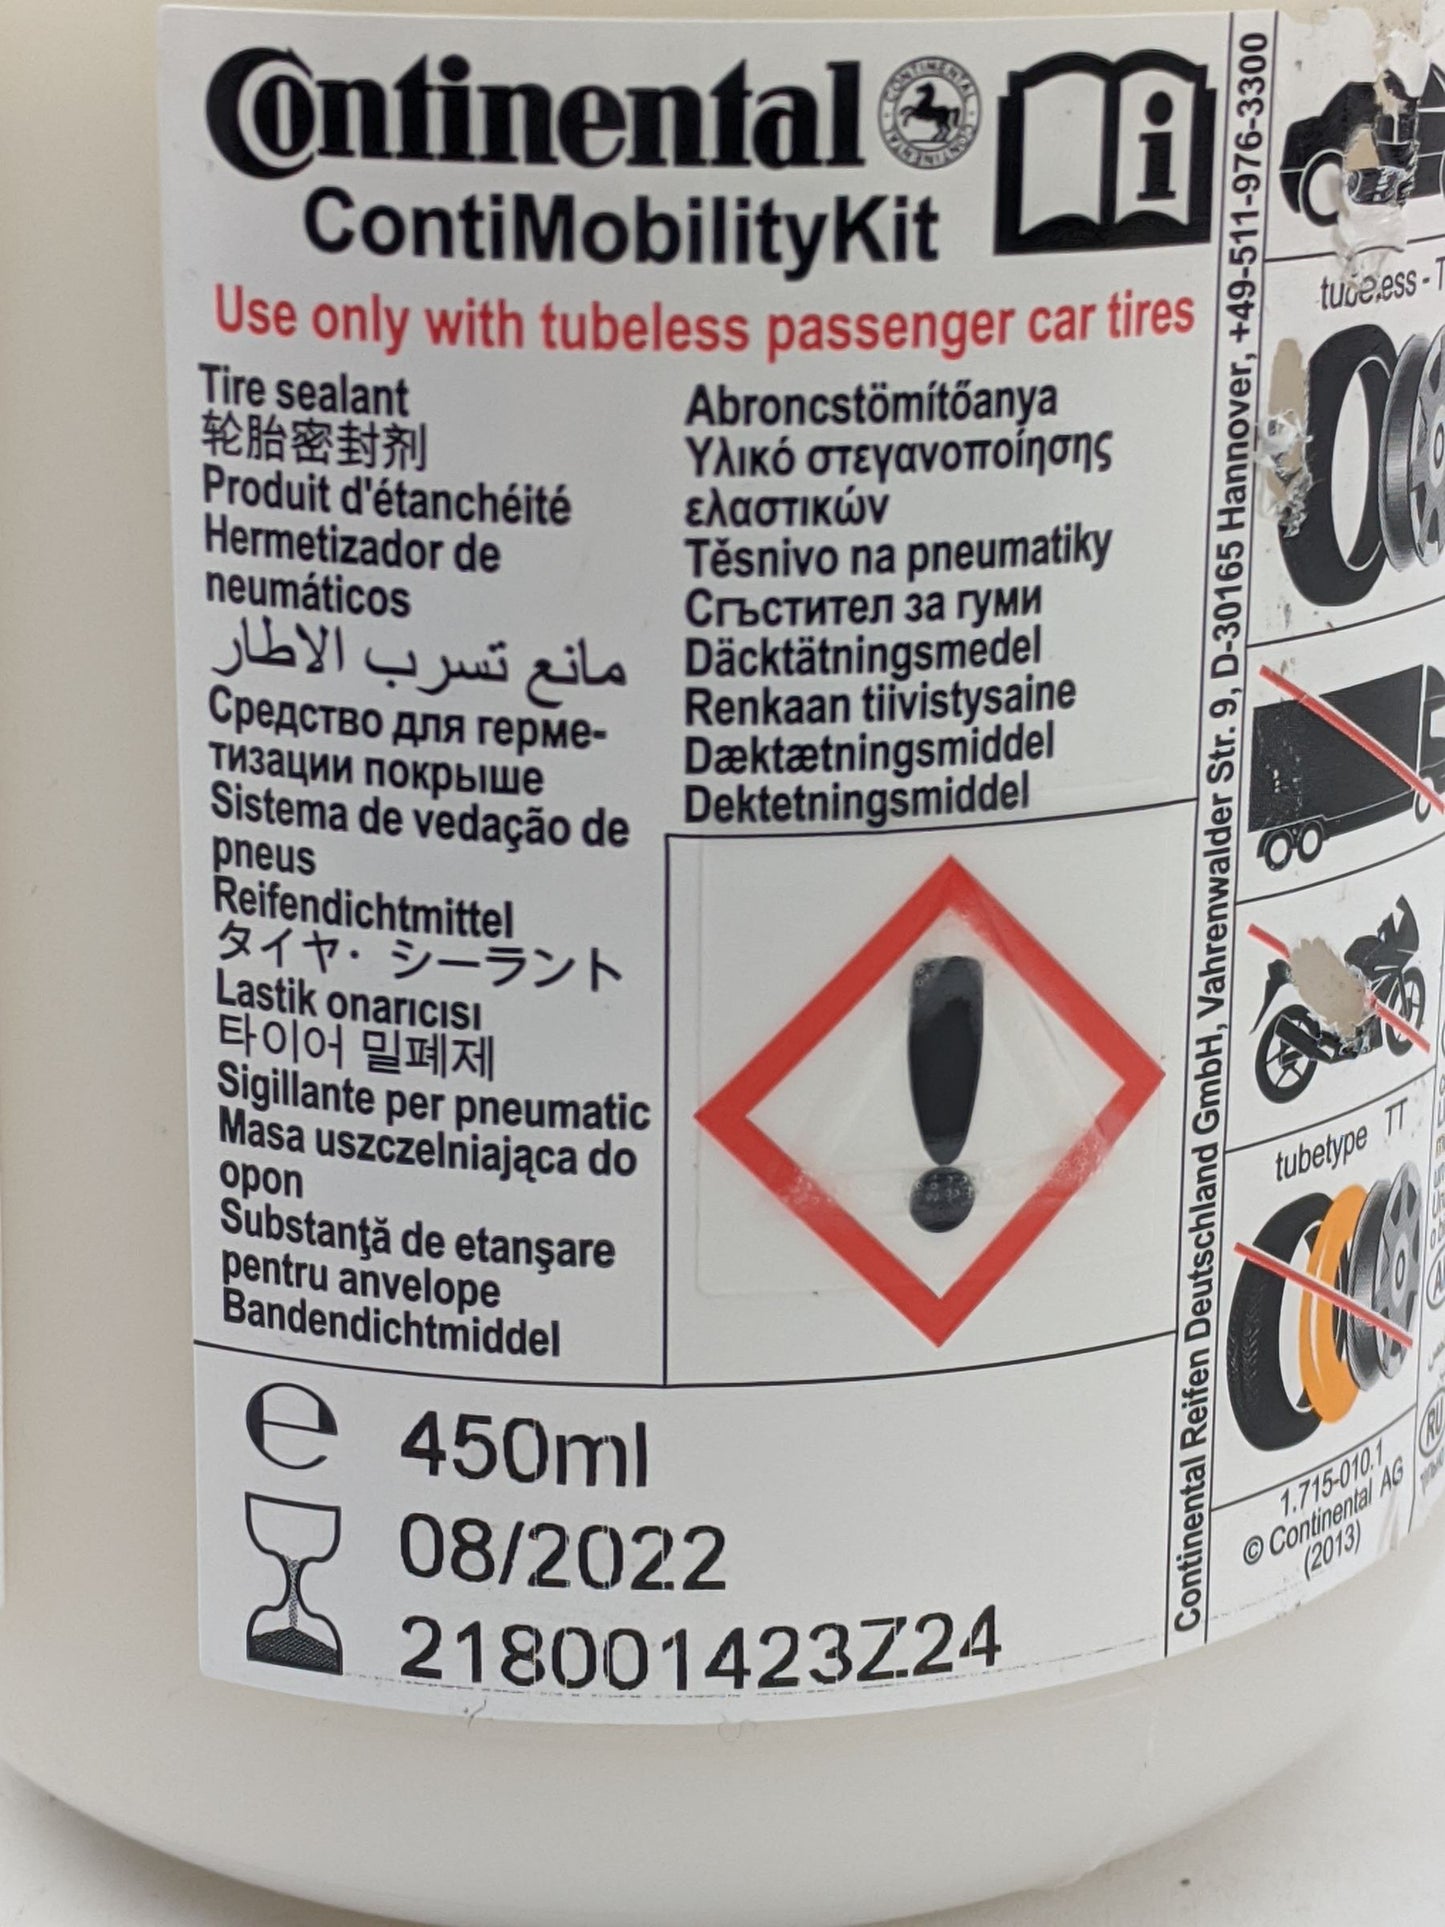 Continental
CONTINENTAL · CONTINENTAL
ContiMobilityKit
i
Use only with tubeless passenger car tires
Tire sealant
轮胎密封剂
Produit d'étanchéité
Hermetizador de
neumáticos
مانع تسرب الاطار
Средство для герме-
тизации покрыше
Sistema de vedação de
pneus
Reifendichtmittel
タイヤ・シーラント
Lastik onarıcısı
타이어 밀폐제
Sigillante per pneumatic
Masa uszczelniająca do
opon
Substanţă de etanşare
pentru anvelope
Bandendichtmiddel
Abroncstömítőanya
Υλικό στεγανοποίησης
ελαστικών
Těsnivo na pneumatiky
Сгъстител за гуми
Däcktätningsmedel
Renkaan tiivistysaine
Dæktætningsmiddel
Dektetningsmiddel
℮ 450ml
08/2022
218001423Z24
Continental Reifen Deutschland GmbH, Vahrenwalder Str. 9, D-30165 Hannover, +49-511-976-3300
tubeless - T
tubetype TT
1.715-010.1
© Continental AG
(2013)
RU